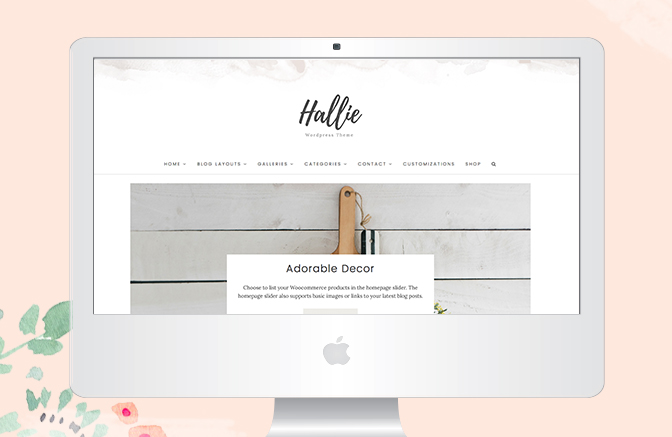 Hallie
Wordpress Theme
HOME BLOG LAYOUTS GALLERIES CATEGORIES CONTACT CUSTOMIZATIONS SHOP
Adorable Decor
Choose to list your Woocommerce products in the homepage slider. The
homepage slider also supports basic images or links to your latest blog posts.